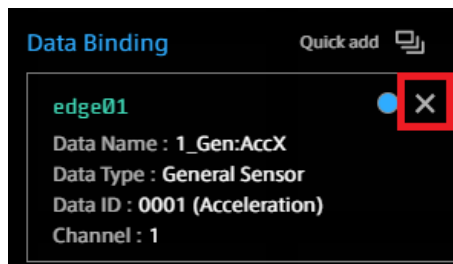 Data Binding
Quick add
edge01
Data Name : 1_Gen:AccX
Data Type : General Sensor
Data ID : 0001 (Acceleration)
Channel : 1